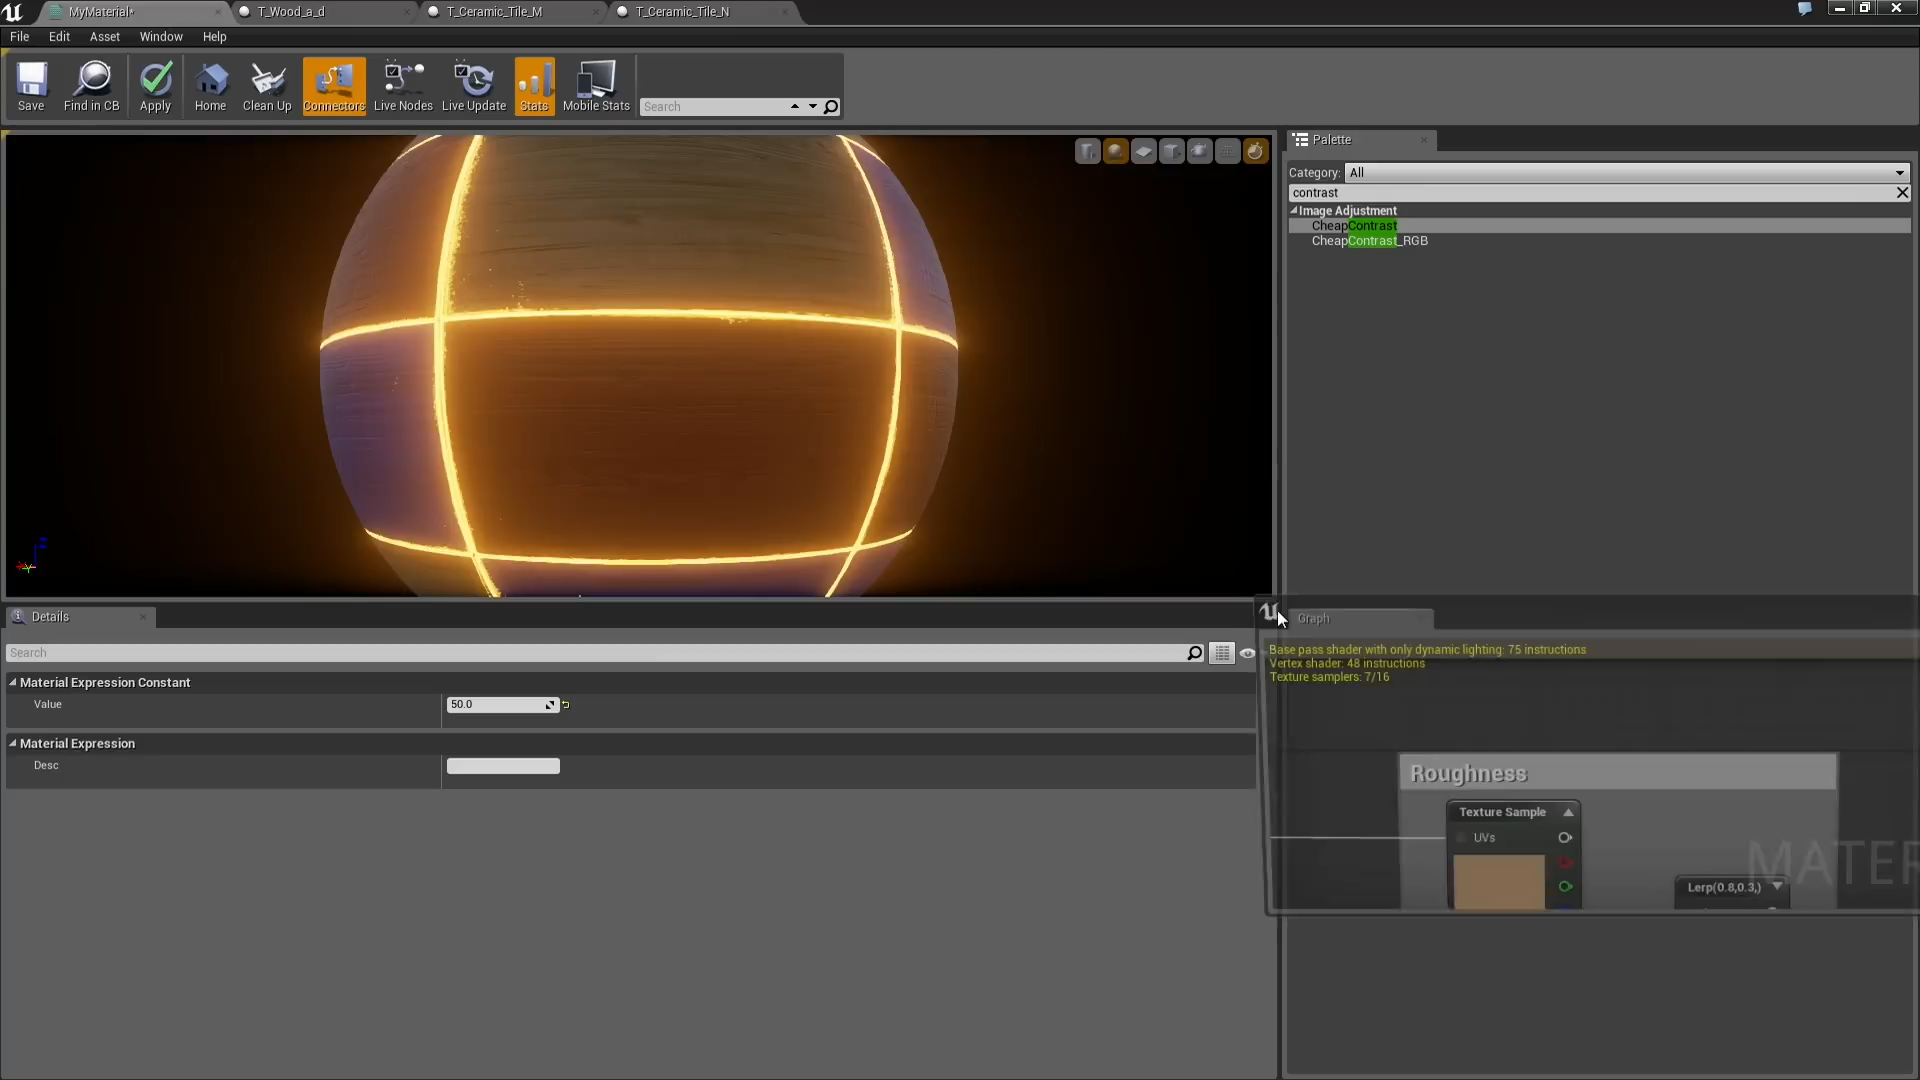 MyMaterial*
T_Wood_a_d
T_Ceramic_Tile_M
T_Ceramic_Tile_N
File Edit Asset Window Help
Save
Find in CB
Apply
Home
Clean Up
Connectors
Live Nodes
Live Update
Stats
Mobile Stats
Search
Palette
Category: All
contrast
Image Adjustment
CheapContrast
CheapContrast_RGB
Details
Search
Material Expression Constant
Value 50.0
Material Expression
Desc
Graph
Base pass shader with only dynamic lighting: 75 instructions
Vertex shader: 48 instructions
Texture samplers: 7/16
Roughness
Texture Sample
UVs
MATER
Lerp(0.8,0.3,)